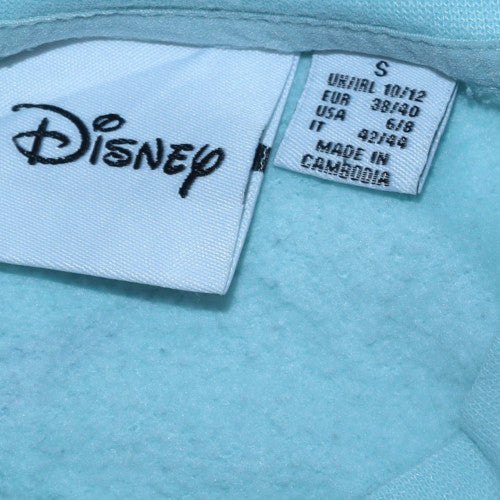 Disney
S
UK/IRL 10/12
EUR 38/40
USA 6/8
IT 42/44
MADE IN
CAMBODIA